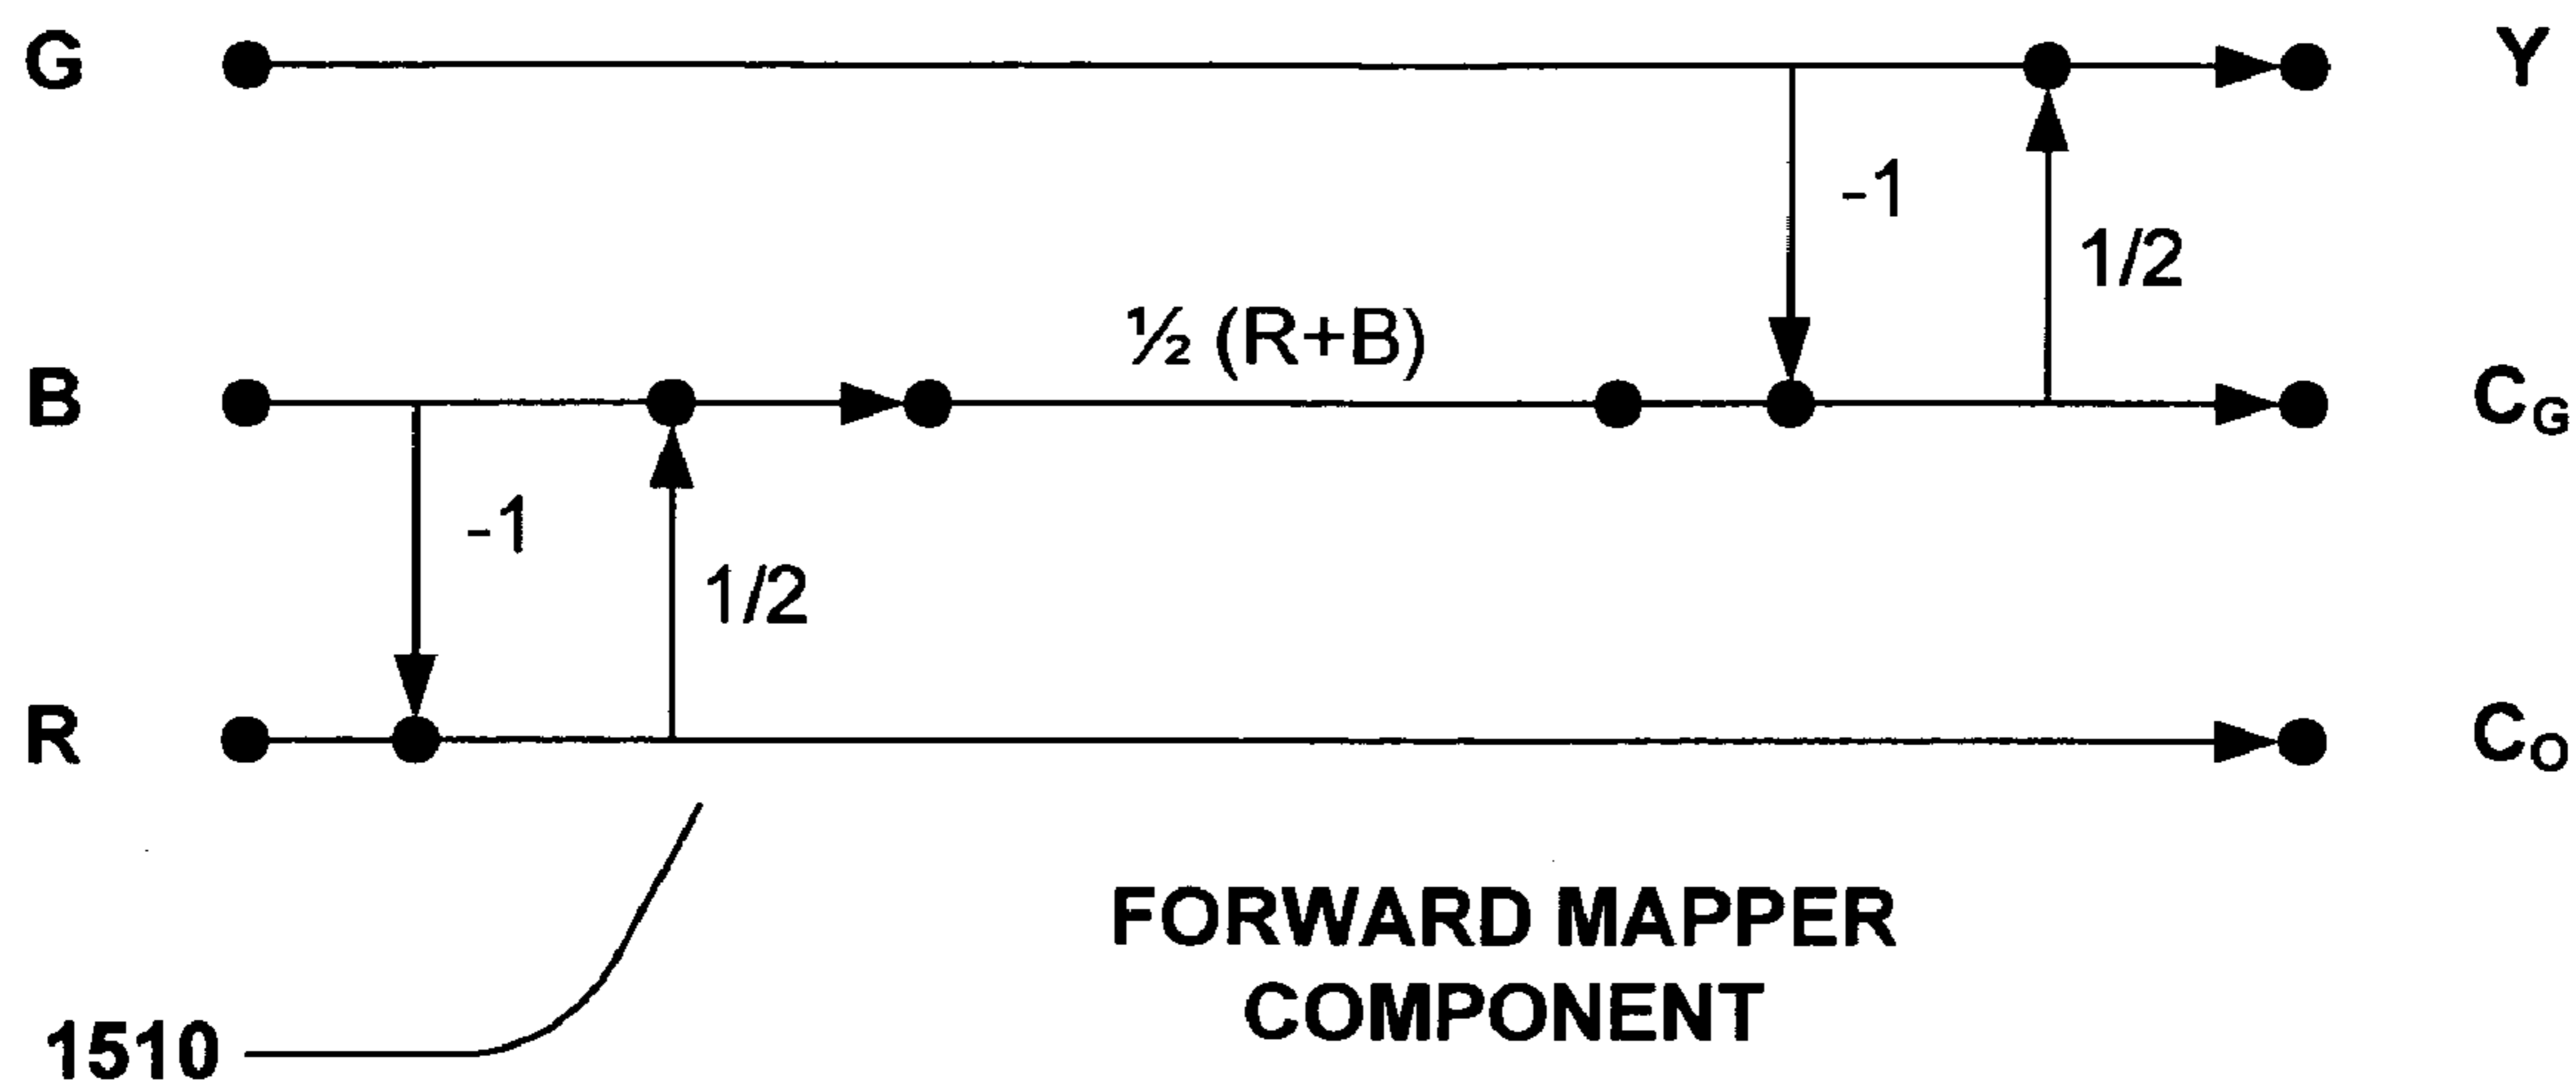 G
Y
-1
1/2
½ (R+B)
B
C_G
-1
1/2
R
C_O
FORWARD MAPPER
COMPONENT
1510